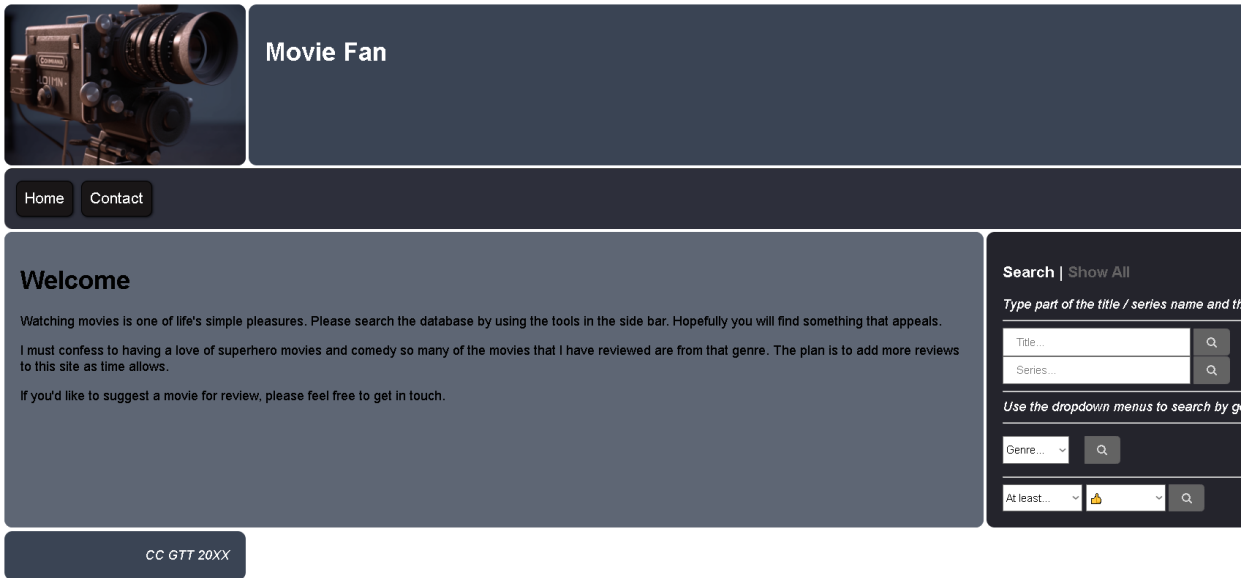 Movie Fan
Home
Contact
Welcome
Watching movies is one of life's simple pleasures. Please search the database by using the tools in the side bar. Hopefully you will find something that appeals.
I must confess to having a love of superhero movies and comedy so many of the movies that I have reviewed are from that genre. The plan is to add more reviews
to this site as time allows.
If you'd like to suggest a movie for review, please feel free to get in touch.
Search | Show All
Type part of the title / series name and th
Title...
Series...
Use the dropdown menus to search by g
Genre...
At least...
CC GTT 20XX